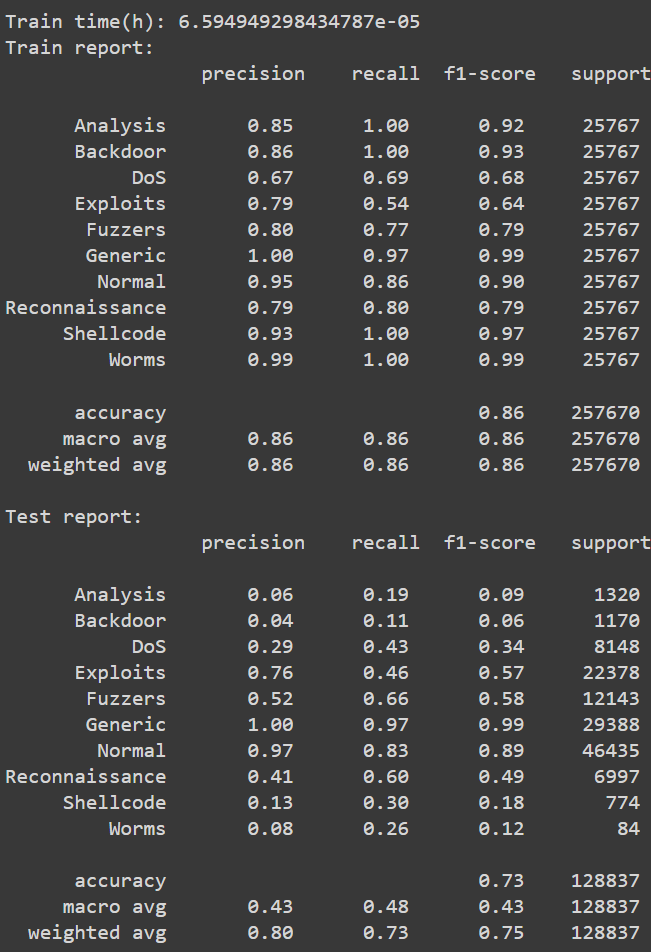 Train time(h): 6.594949298434787e-05
Train report:
precision recall f1-score support
Analysis 0.85 1.00 0.92 25767
Backdoor 0.86 1.00 0.93 25767
DoS 0.67 0.69 0.68 25767
Exploits 0.79 0.54 0.64 25767
Fuzzers 0.80 0.77 0.79 25767
Generic 1.00 0.97 0.99 25767
Normal 0.95 0.86 0.90 25767
Reconnaissance 0.79 0.80 0.79 25767
Shellcode 0.93 1.00 0.97 25767
Worms 0.99 1.00 0.99 25767
accuracy 0.86 257670
macro avg 0.86 0.86 0.86 257670
weighted avg 0.86 0.86 0.86 257670
Test report:
precision recall f1-score support
Analysis 0.06 0.19 0.09 1320
Backdoor 0.04 0.11 0.06 1170
DoS 0.29 0.43 0.34 8148
Exploits 0.76 0.46 0.57 22378
Fuzzers 0.52 0.66 0.58 12143
Generic 1.00 0.97 0.99 29388
Normal 0.97 0.83 0.89 46435
Reconnaissance 0.41 0.60 0.49 6997
Shellcode 0.13 0.30 0.18 774
Worms 0.08 0.26 0.12 84
accuracy 0.73 128837
macro avg 0.43 0.48 0.43 128837
weighted avg 0.80 0.73 0.75 128837